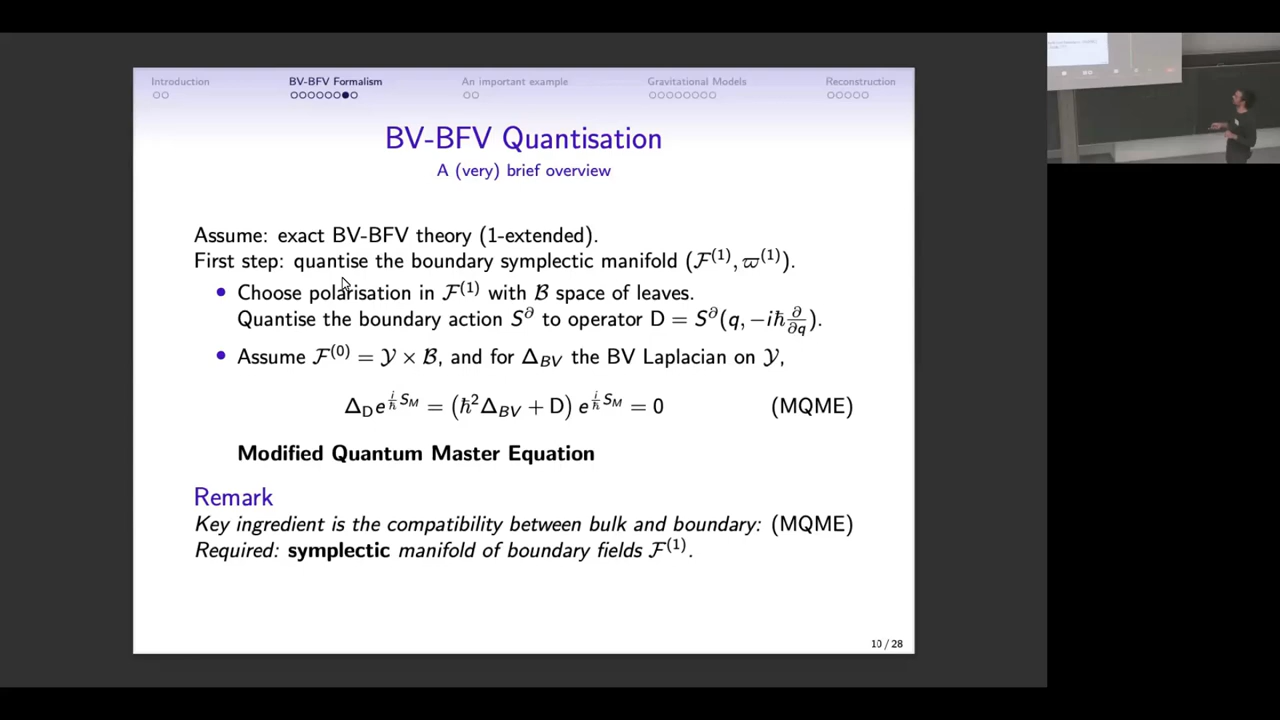 Introduction BV-BFV Formalism An important example Gravitational Models Reconstruction
BV-BFV Quantisation
A (very) brief overview
Assume: exact BV-BFV theory (1-extended).
First step: quantise the boundary symplectic manifold (ℱ⁽¹⁾, ϖ⁽¹⁾).
• Choose polarisation in ℱ⁽¹⁾ with ℬ space of leaves.
Quantise the boundary action S^∂ to operator D = S^∂(q, −iℏ ∂/∂q).
• Assume ℱ⁽⁰⁾ = 𝒴 × ℬ, and for Δ_BV the BV Laplacian on 𝒴,
Δ_D e^{i/ℏ S_M} = (ℏ²Δ_BV + D) e^{i/ℏ S_M} = 0 (MQME)
Modified Quantum Master Equation
Remark
Key ingredient is the compatibility between bulk and boundary: (MQME)
Required: symplectic manifold of boundary fields ℱ⁽¹⁾.
10 / 28